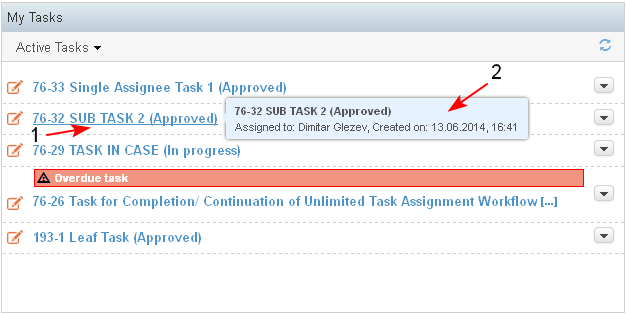 My Tasks
Active Tasks
2
76-33 Single Assignee Task 1 (Approved)
76-32 SUB TASK 2 (Approved)
76-32 SUB TASK 2 (Approved)
Assigned to: Dimitar Glezev, Created on: 13.06.2014, 16:41
1
76-29 TASK IN CASE (In progress)
Overdue task
76-26 Task for Completion/ Continuation of Unlimited Task Assignment Workflow [...]
193-1 Leaf Task (Approved)